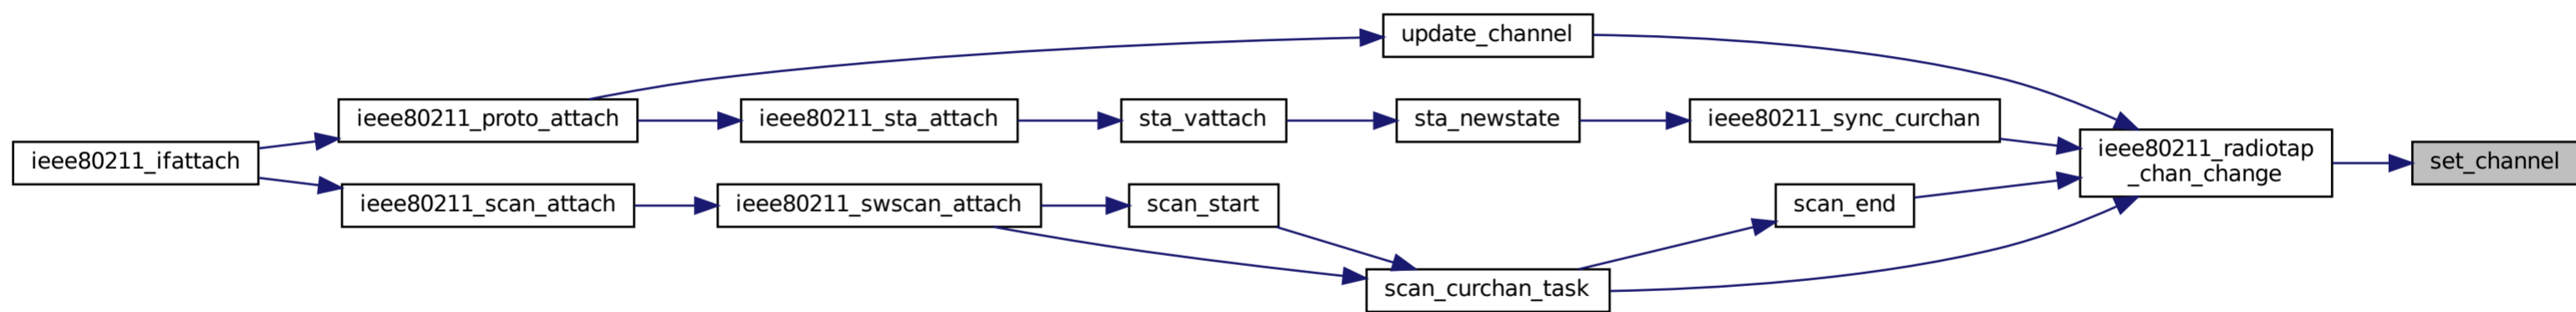 update_channel
ieee80211_proto_attach
ieee80211_sta_attach
sta_vattach
sta_newstate
ieee80211_sync_curchan
ieee80211_ifattach
ieee80211_radiotap
_chan_change
set_channel
ieee80211_scan_attach
ieee80211_swscan_attach
scan_start
scan_end
scan_curchan_task